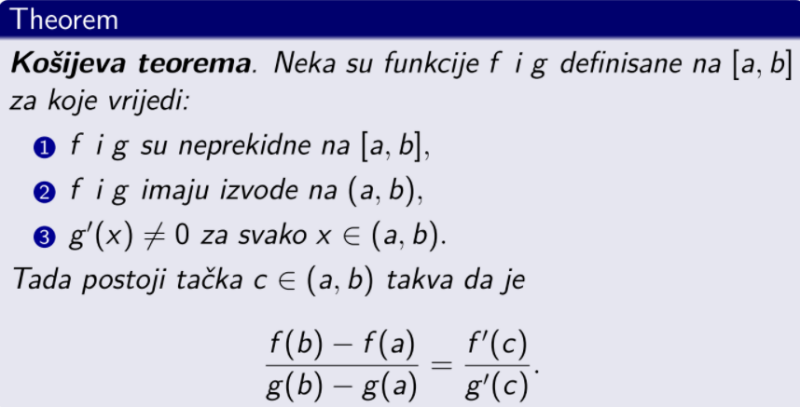 Theorem
Košijeva teorema. Neka su funkcije f i g definisane na [a, b]
za koje vrijedi:
1 f i g su neprekidne na [a, b],
2 f i g imaju izvode na (a, b),
3 g′(x) ≠ 0 za svako x ∈ (a, b).
Tada postoji tačka c ∈ (a, b) takva da je
f(b) − f(a) / g(b) − g(a) = f′(c) / g′(c).